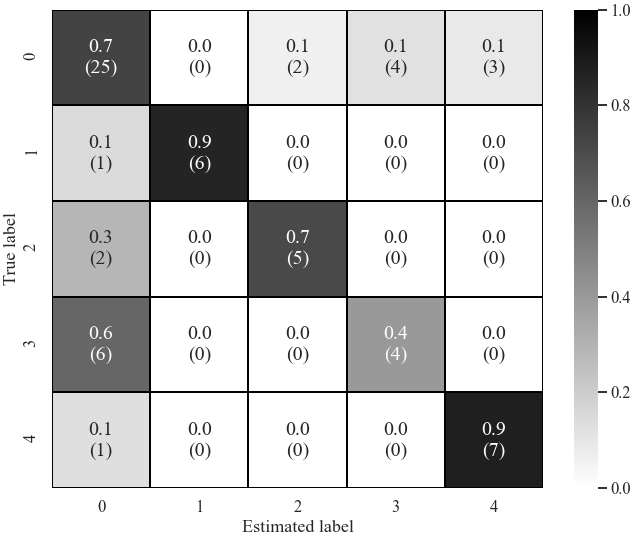 0.7 0.0 0.1 0.1 0.1
0 (25) (0) (2) (4) (3)
0.1 0.9 0.0 0.0 0.0
1 (1) (6) (0) (0) (0)
0.3 0.0 0.7 0.0 0.0
2 (2) (0) (5) (0) (0)
0.6 0.0 0.0 0.4 0.0
3 (6) (0) (0) (4) (0)
0.1 0.0 0.0 0.0 0.9
4 (1) (0) (0) (0) (7)
True label
0 1 2 3 4
Estimated label
1.0
0.8
0.6
0.4
0.2
0.0